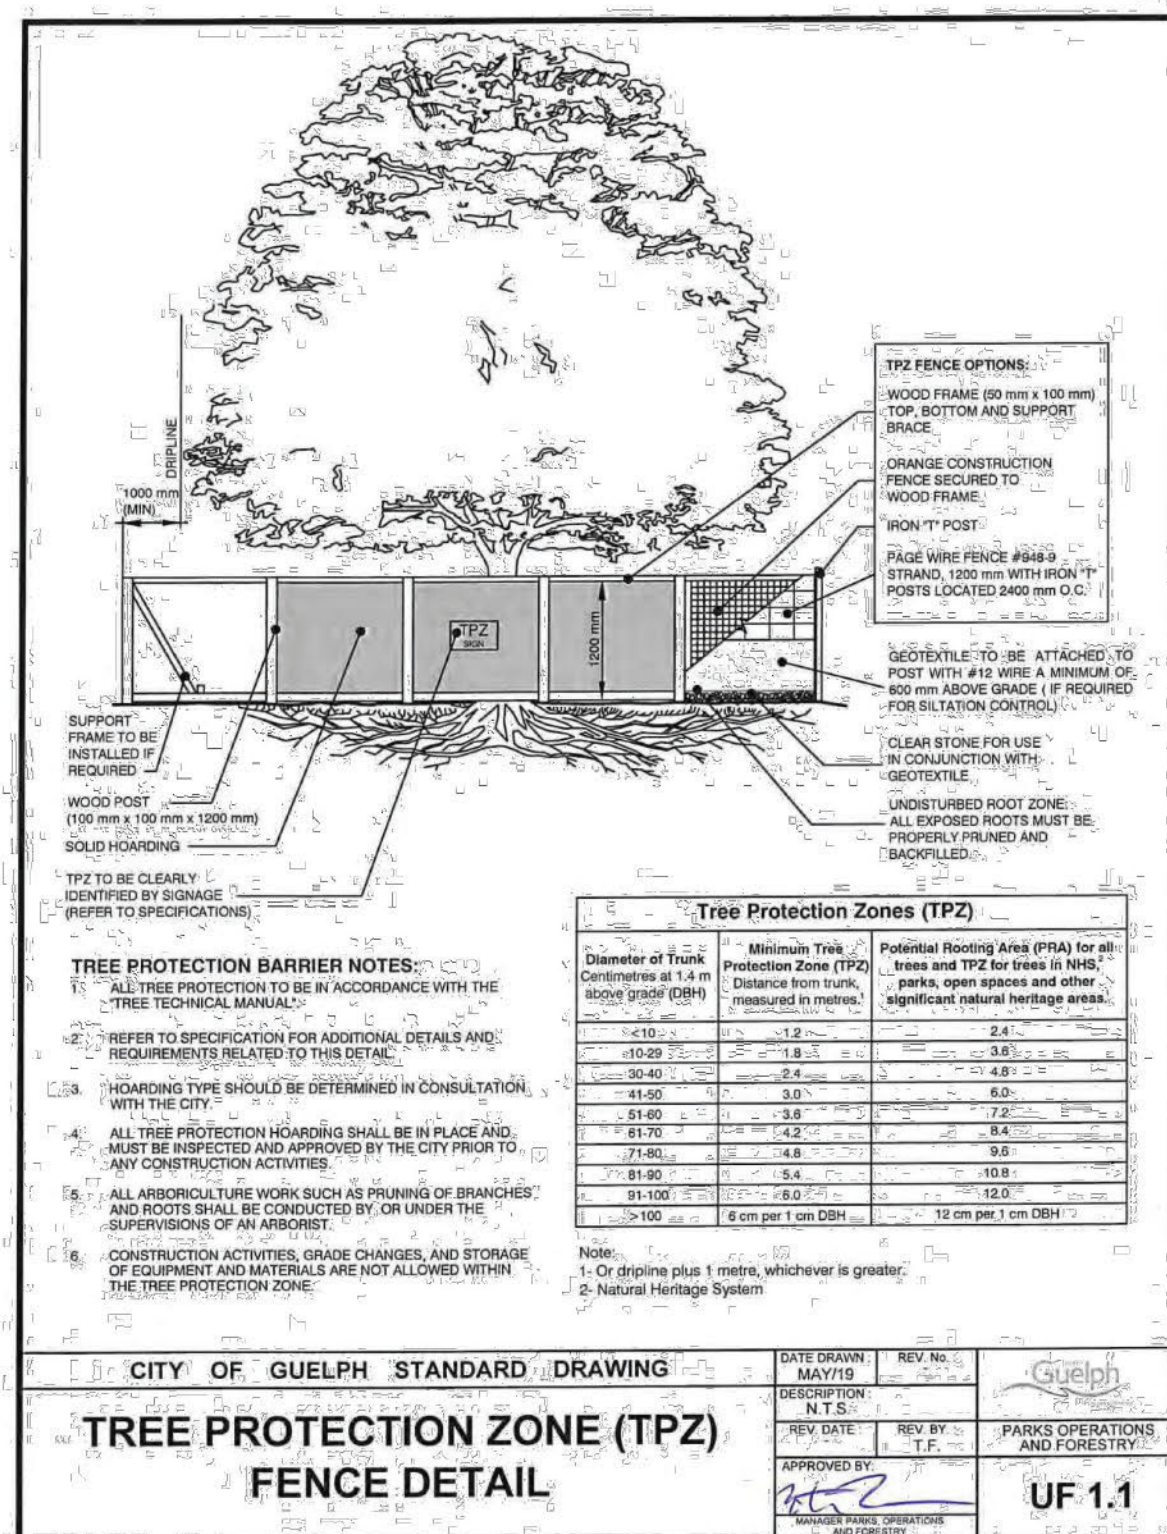 DRIPLINE
1000 mm
(MIN)
TPZ FENCE OPTIONS:
WOOD FRAME (50 mm x 100 mm)
TOP, BOTTOM AND SUPPORT
BRACE
ORANGE CONSTRUCTION
FENCE SECURED TO
WOOD FRAME
IRON "T" POST
PAGE WIRE FENCE #948-9
STRAND, 1200 mm WITH IRON "T"
POSTS LOCATED 2400 mm O.C.
TPZ
SIGN
1200 mm
GEOTEXTILE TO BE ATTACHED TO
POST WITH #12 WIRE A MINIMUM OF
600 mm ABOVE GRADE ( IF REQUIRED
FOR SILTATION CONTROL)
CLEAR STONE FOR USE
IN CONJUNCTION WITH
GEOTEXTILE
UNDISTURBED ROOT ZONE.
ALL EXPOSED ROOTS MUST BE
PROPERLY PRUNED AND
BACKFILLED.
SUPPORT
FRAME TO BE
INSTALLED IF
REQUIRED
WOOD POST
(100 mm x 100 mm x 1200 mm)
SOLID HOARDING
TPZ TO BE CLEARLY
IDENTIFIED BY SIGNAGE
(REFER TO SPECIFICATIONS)
TREE PROTECTION BARRIER NOTES:
1. ALL TREE PROTECTION TO BE IN ACCORDANCE WITH THE
"TREE TECHNICAL MANUAL".
2. REFER TO SPECIFICATION FOR ADDITIONAL DETAILS AND
REQUIREMENTS RELATED TO THIS DETAIL.
3. HOARDING TYPE SHOULD BE DETERMINED IN CONSULTATION
WITH THE CITY.
4. ALL TREE PROTECTION HOARDING SHALL BE IN PLACE AND
MUST BE INSPECTED AND APPROVED BY THE CITY PRIOR TO
ANY CONSTRUCTION ACTIVITIES.
5. ALL ARBORICULTURE WORK SUCH AS PRUNING OF BRANCHES
AND ROOTS SHALL BE CONDUCTED BY, OR UNDER THE
SUPERVISIONS OF AN ARBORIST.
6. CONSTRUCTION ACTIVITIES, GRADE CHANGES, AND STORAGE
OF EQUIPMENT AND MATERIALS ARE NOT ALLOWED WITHIN
THE TREE PROTECTION ZONE.
Tree Protection Zones (TPZ)
Diameter of Trunk
Centimetres at 1.4 m
above grade (DBH)
Minimum Tree
Protection Zone (TPZ)
Distance from trunk,
measured in metres.¹
Potential Rooting Area (PRA) for all
trees and TPZ for trees in NHS,²
parks, open spaces and other
significant natural heritage areas.
<10 1.2 2.4
10-29 1.8 3.6
30-40 2.4 4.8
41-50 3.0 6.0
51-60 3.6 7.2
61-70 4.2 8.4
71-80 4.8 9.6
81-90 5.4 10.8
91-100 6.0 12.0
>100 6 cm per 1 cm DBH 12 cm per 1 cm DBH
Note:
1- Or dripline plus 1 metre, whichever is greater.
2- Natural Heritage System
CITY OF GUELPH STANDARD DRAWING
TREE PROTECTION ZONE (TPZ)
FENCE DETAIL
DATE DRAWN:
MAY/19
REV. No.
DESCRIPTION:
N.T.S.
REV. DATE:
REV. BY:
T.F.
APPROVED BY:
MANAGER PARKS, OPERATIONS
AND FORESTRY
Guelph
PARKS OPERATIONS
AND FORESTRY
UF 1.1